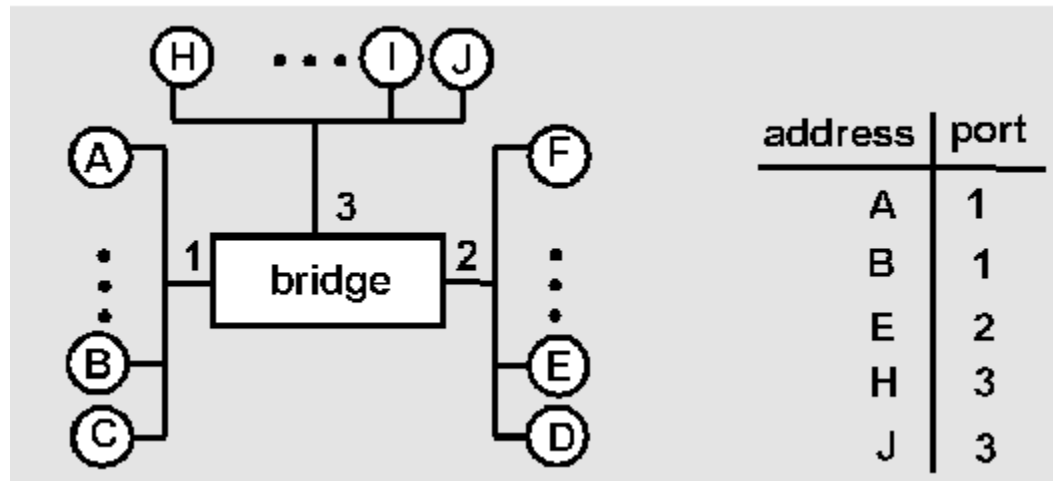 H ••• I J
A
F
3
1
2
bridge
B
E
C
D
address port
A 1
B 1
E 2
H 3
J 3